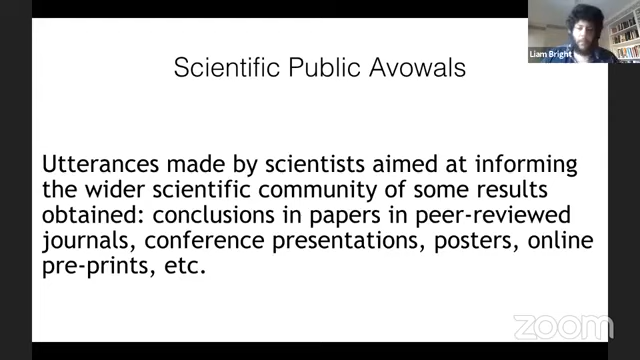 Liam Bright
Scientific Public Avowals
Utterances made by scientists aimed at informing
the wider scientific community of some results
obtained: conclusions in papers in peer-reviewed
journals, conference presentations, posters, online
pre-prints, etc.
zoom